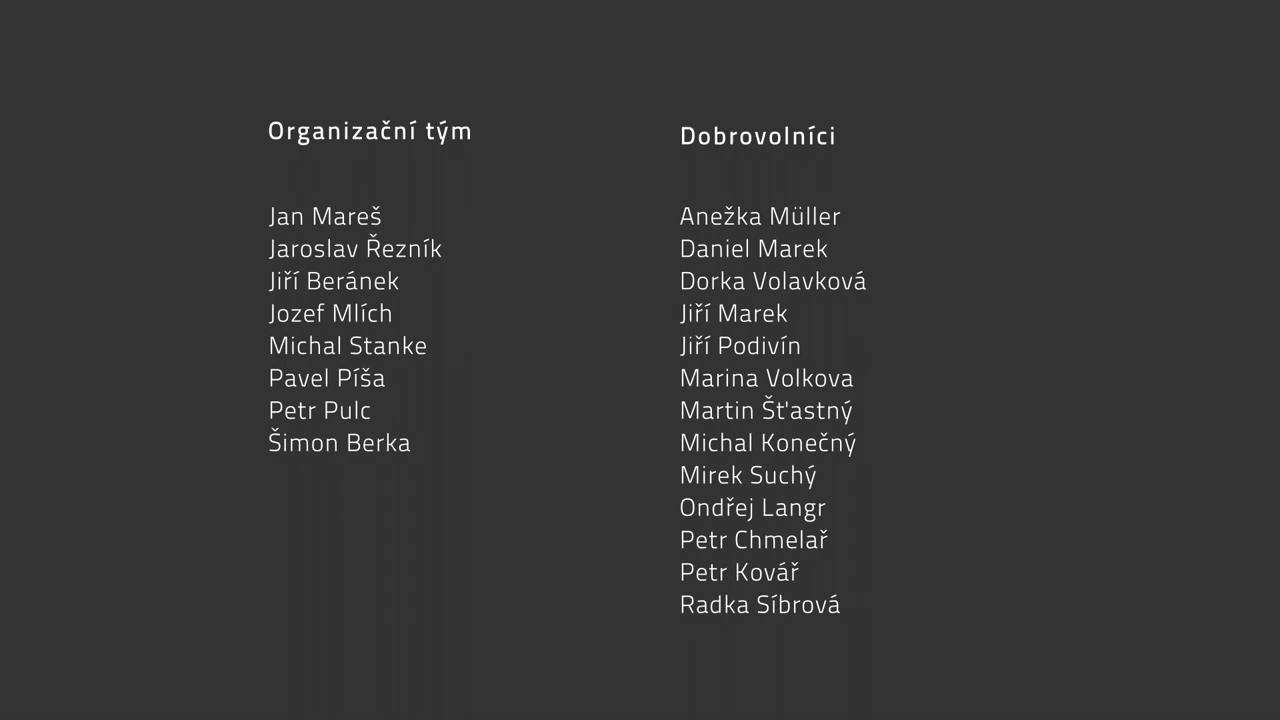 Organizační tým
Jan Mareš
Jaroslav Řezník
Jiří Beránek
Jozef Mlích
Michal Stanke
Pavel Píša
Petr Pulc
Šimon Berka
Dobrovolníci
Anežka Müller
Daniel Marek
Dorka Volavková
Jiří Marek
Jiří Podivín
Marina Volkova
Martin Št'astný
Michal Konečný
Mirek Suchý
Ondřej Langr
Petr Chmelař
Petr Kovář
Radka Síbrová